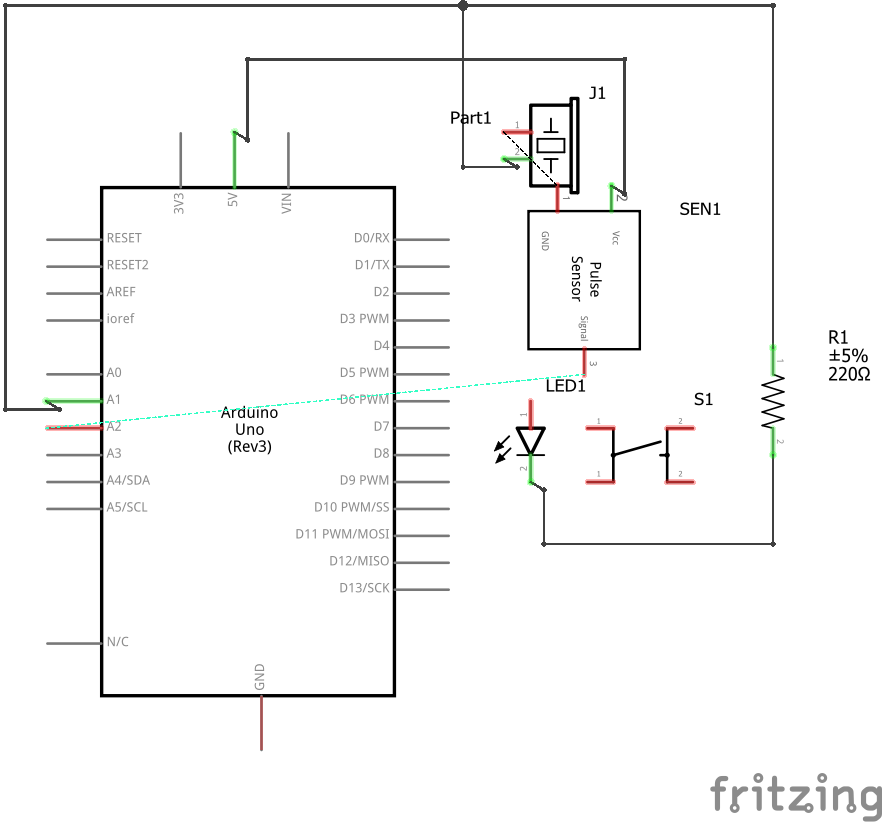 J1
Part1
1
2
1
2
SEN1
3V3
5V
VIN
GND
Vcc
Pulse
Sensor
Signal
3
RESET
RESET2
AREF
ioref
A0
A1
A2
A3
A4/SDA
A5/SCL
N/C
D0/RX
D1/TX
D2
D3 PWM
D4
D5 PWM
D6 PWM
D7
D8
D9 PWM
D10 PWM/SS
D11 PWM/MOSI
D12/MISO
D13/SCK
Arduino
Uno
(Rev3)
GND
LED1
1
2
S1
1
2
1
2
R1
±5%
220Ω
1
2
fritzing